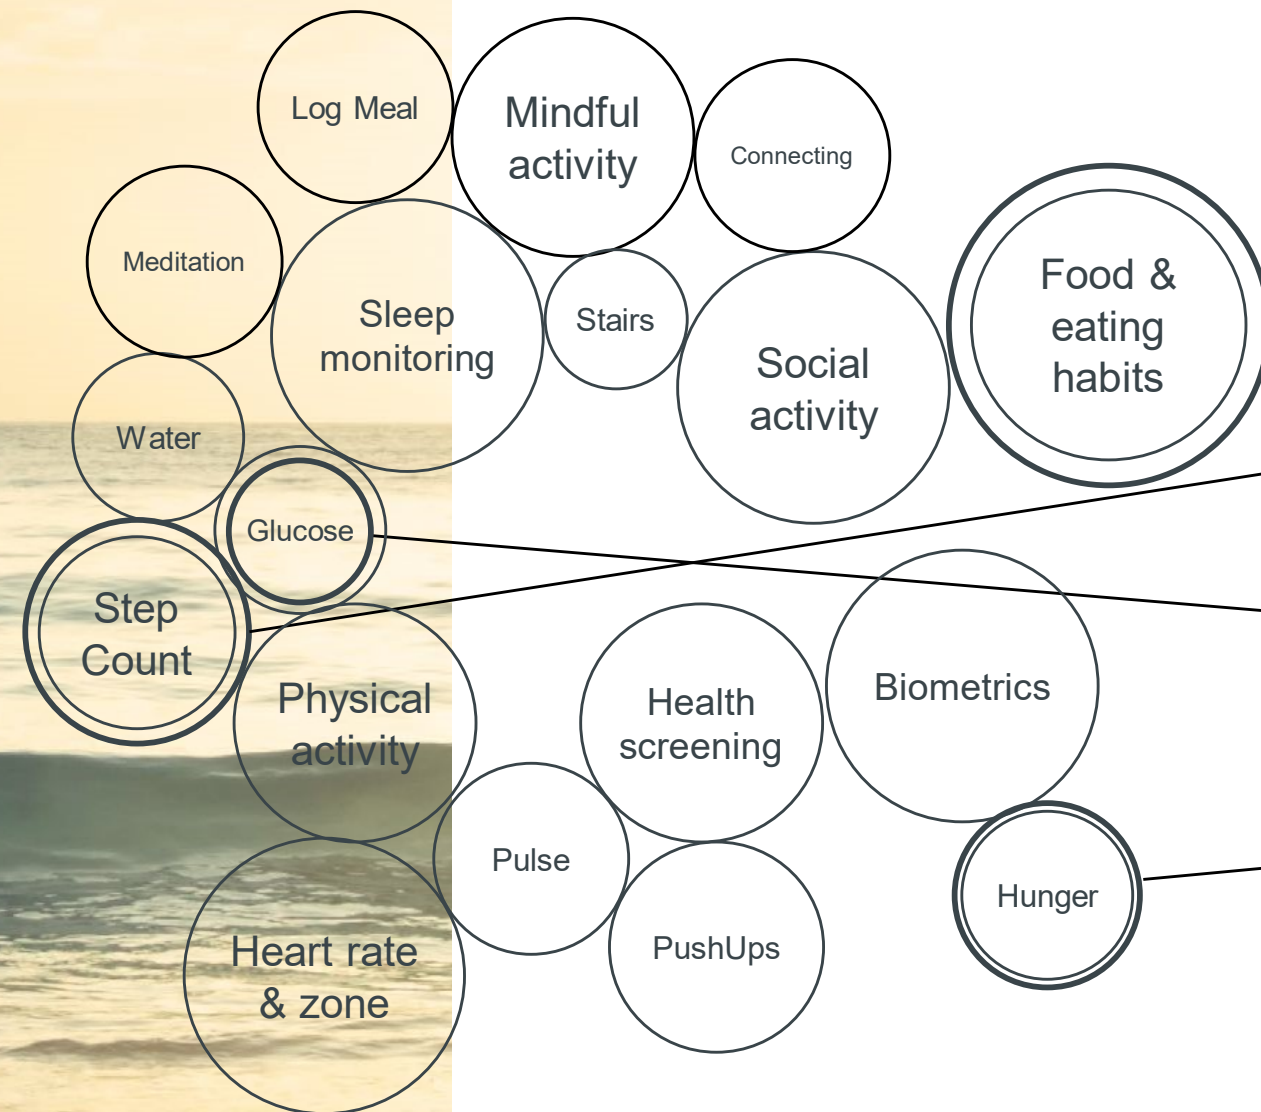 Log Meal
Mindful
activity
Connecting
Meditation
Sleep
monitoring
Stairs
Social
activity
Food &
eating
habits
Water
Glucose
Step
Count
Physical
activity
Health
screening
Biometrics
Pulse
Hunger
PushUps
Heart rate
& zone